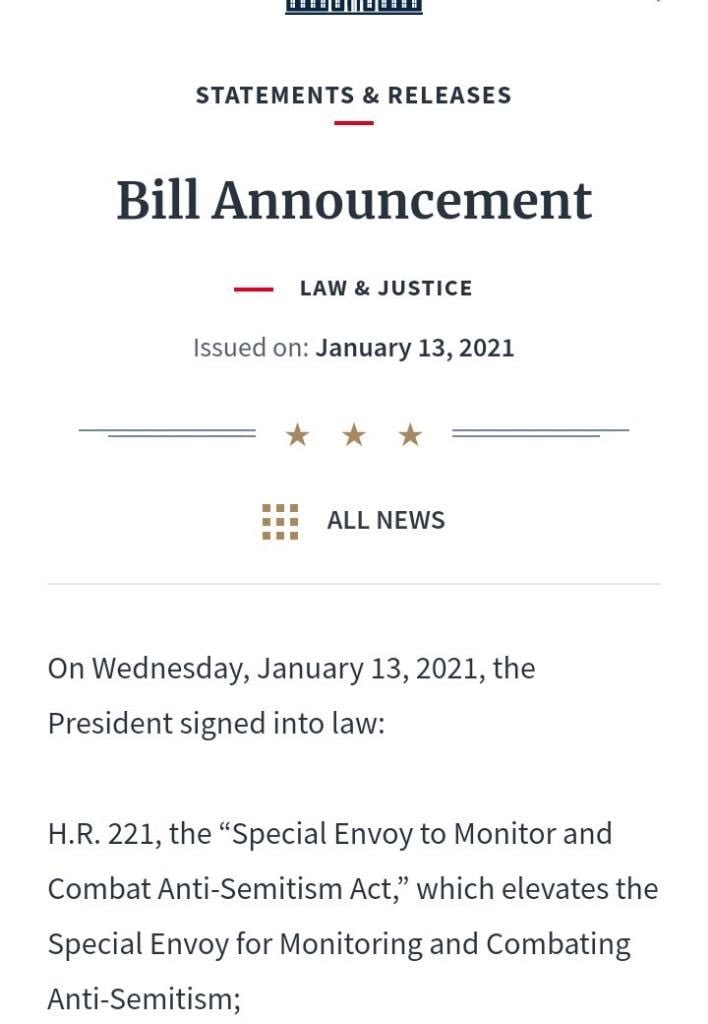 STATEMENTS & RELEASES
Bill Announcement
LAW & JUSTICE
Issued on: January 13, 2021
ALL NEWS
On Wednesday, January 13, 2021, the
President signed into law:
H.R. 221, the “Special Envoy to Monitor and
Combat Anti-Semitism Act,” which elevates the
Special Envoy for Monitoring and Combating
Anti-Semitism;